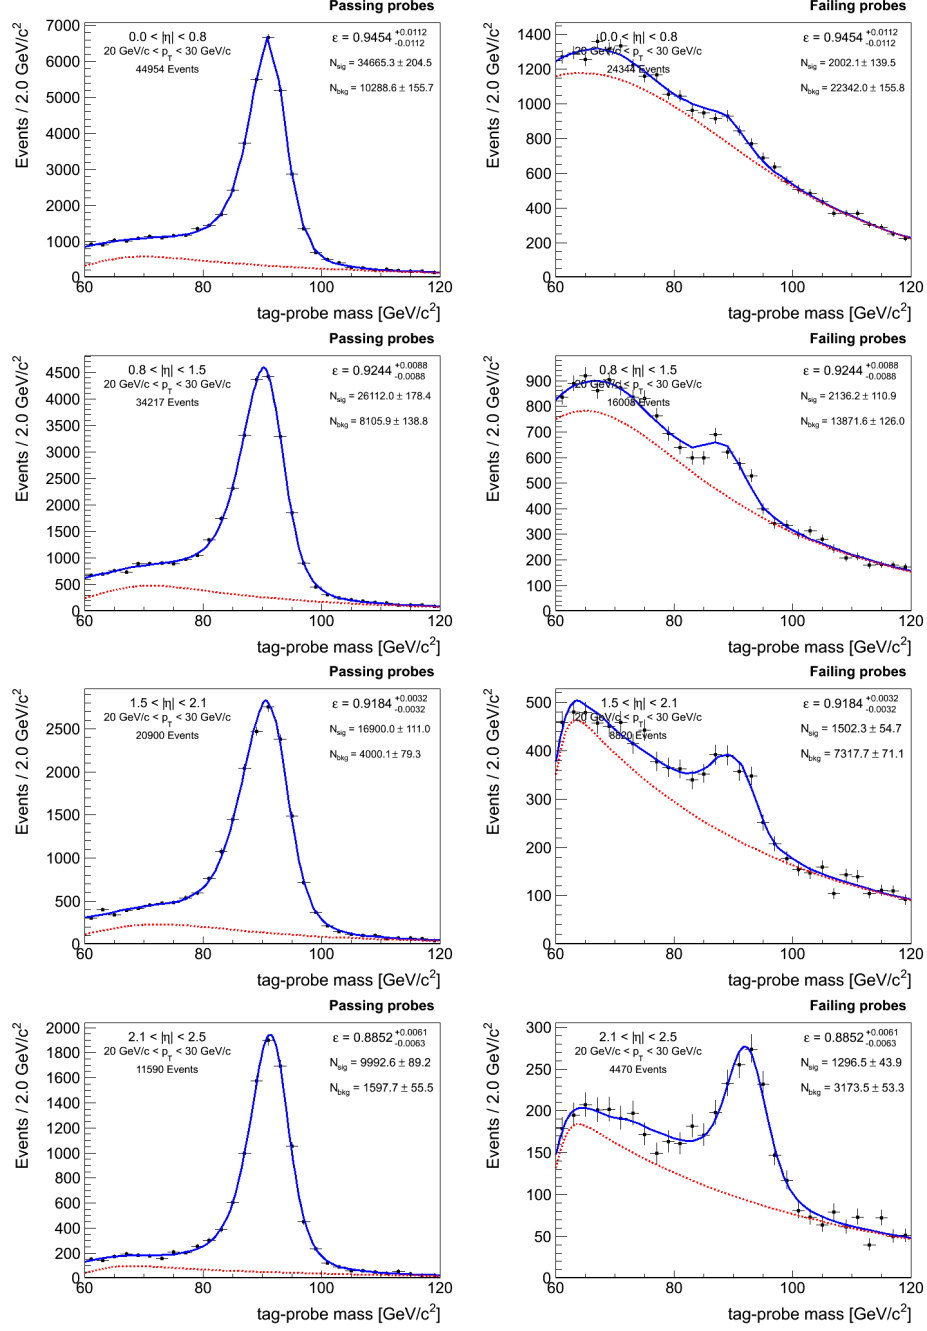 Passing probes
Events / 2.0 GeV/c²
0.0 < |η| < 0.8
20 GeV/c < p_T < 30 GeV/c
44954 Events
ε = 0.9454 +0.0112 -0.0112
N_sig = 34665.3 ± 204.5
N_bkg = 10288.6 ± 155.7
7000
6000
5000
4000
3000
2000
1000
0
60 80 100 120
tag-probe mass [GeV/c²]
Failing probes
Events / 2.0 GeV/c²
0.0 < |η| < 0.8
20 GeV/c < p_T < 30 GeV/c
24344 Events
ε = 0.9454 +0.0112 -0.0112
N_sig = 2002.1 ± 139.5
N_bkg = 22342.0 ± 155.8
1400
1200
1000
800
600
400
200
0
60 80 100 120
tag-probe mass [GeV/c²]
Passing probes
Events / 2.0 GeV/c²
0.8 < |η| < 1.5
20 GeV/c < p_T < 30 GeV/c
34217 Events
ε = 0.9244 +0.0088 -0.0088
N_sig = 26112.0 ± 178.4
N_bkg = 8105.9 ± 138.8
4500
4000
3500
3000
2500
2000
1500
1000
500
0
60 80 100 120
tag-probe mass [GeV/c²]
Failing probes
Events / 2.0 GeV/c²
0.8 < |η| < 1.5
20 GeV/c < p_T < 30 GeV/c
16008 Events
ε = 0.9244 +0.0088 -0.0088
N_sig = 2136.2 ± 110.9
N_bkg = 13871.6 ± 126.0
900
800
700
600
500
400
300
200
100
0
60 80 100 120
tag-probe mass [GeV/c²]
Passing probes
Events / 2.0 GeV/c²
1.5 < |η| < 2.1
20 GeV/c < p_T < 30 GeV/c
20900 Events
ε = 0.9184 +0.0032 -0.0032
N_sig = 16900.0 ± 111.0
N_bkg = 4000.1 ± 79.3
2500
2000
1500
1000
500
0
60 80 100 120
tag-probe mass [GeV/c²]
Failing probes
Events / 2.0 GeV/c²
1.5 < |η| < 2.1
20 GeV/c < p_T < 30 GeV/c
8820 Events
ε = 0.9184 +0.0032 -0.0032
N_sig = 1502.3 ± 54.7
N_bkg = 7317.7 ± 71.1
500
400
300
200
100
0
60 80 100 120
tag-probe mass [GeV/c²]
Passing probes
Events / 2.0 GeV/c²
2.1 < |η| < 2.5
20 GeV/c < p_T < 30 GeV/c
11590 Events
ε = 0.8852 +0.0061 -0.0063
N_sig = 9992.6 ± 89.2
N_bkg = 1597.7 ± 55.5
2000
1800
1600
1400
1200
1000
800
600
400
200
0
60 80 100 120
tag-probe mass [GeV/c²]
Failing probes
Events / 2.0 GeV/c²
2.1 < |η| < 2.5
20 GeV/c < p_T < 30 GeV/c
4470 Events
ε = 0.8852 +0.0061 -0.0063
N_sig = 1296.5 ± 43.9
N_bkg = 3173.5 ± 53.3
300
250
200
150
100
50
0
60 80 100 120
tag-probe mass [GeV/c²]